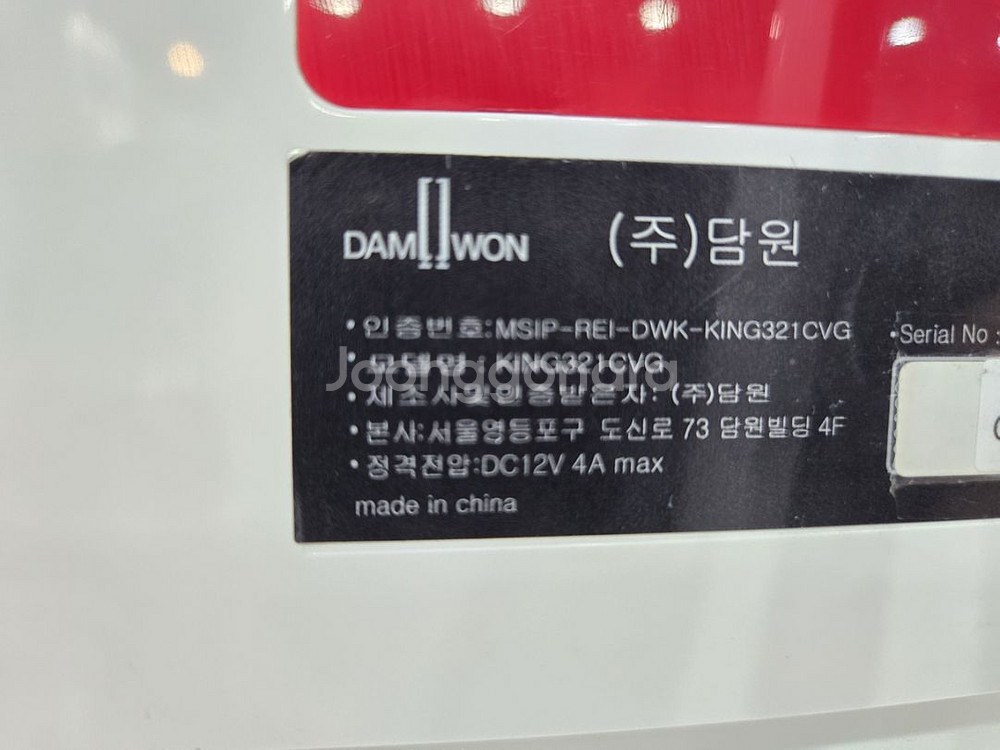 DAM WON (주)담원
• 인증번호:MSIP-REI-DWK-KING321CVG
• Serial No :
• 모델명 : KING321CVG
Joonggonara
• 제조사및인증받은자: (주)담원
• 본사:서울영등포구 도신로 73 담원빌딩 4F
• 정격전압:DC12V 4A max
made in china